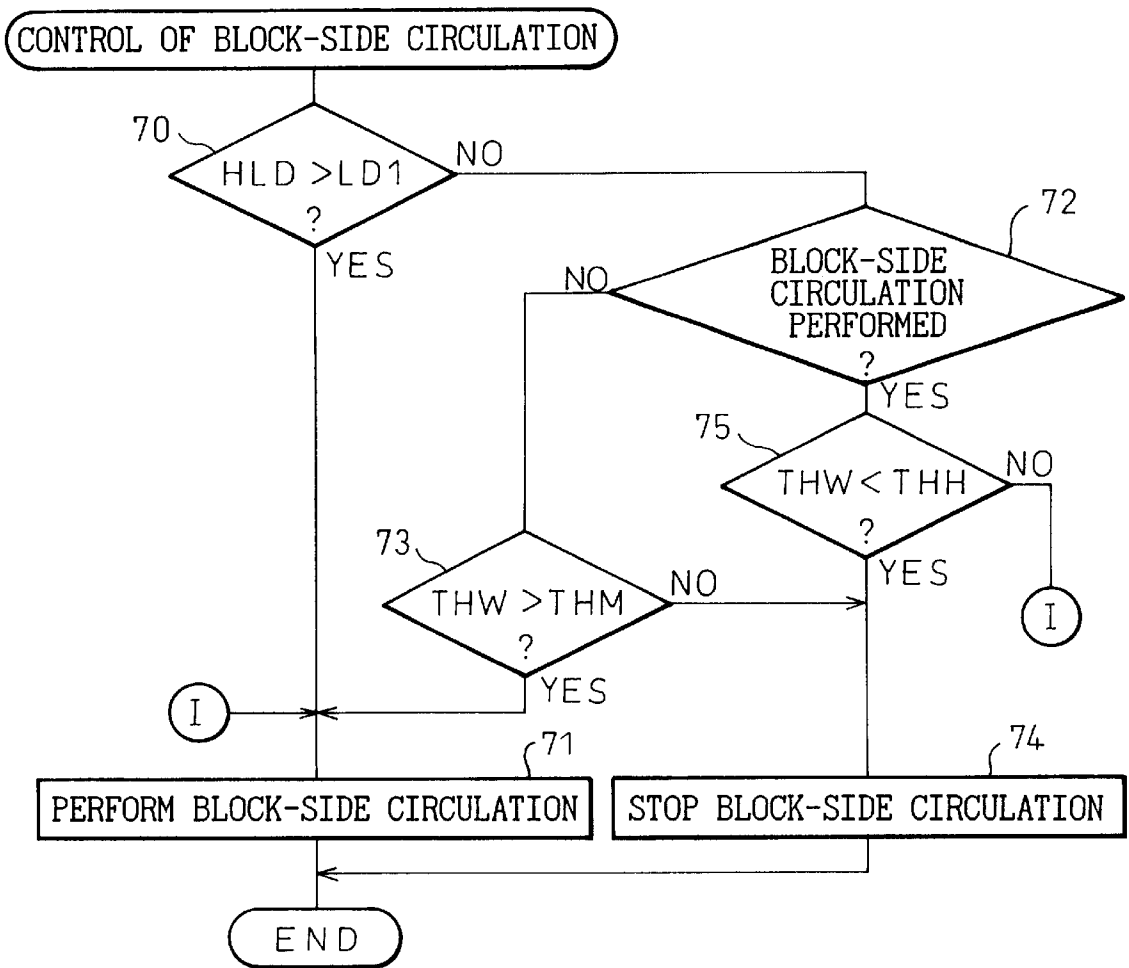 CONTROL OF BLOCK-SIDE CIRCULATION
70
HLD > LD1
?
NO
YES
72
BLOCK-SIDE
CIRCULATION
PERFORMED
?
NO
YES
75
THW < THH
?
NO
YES
I
73
THW > THM
?
NO
YES
I
71
PERFORM BLOCK-SIDE CIRCULATION
74
STOP BLOCK-SIDE CIRCULATION
END